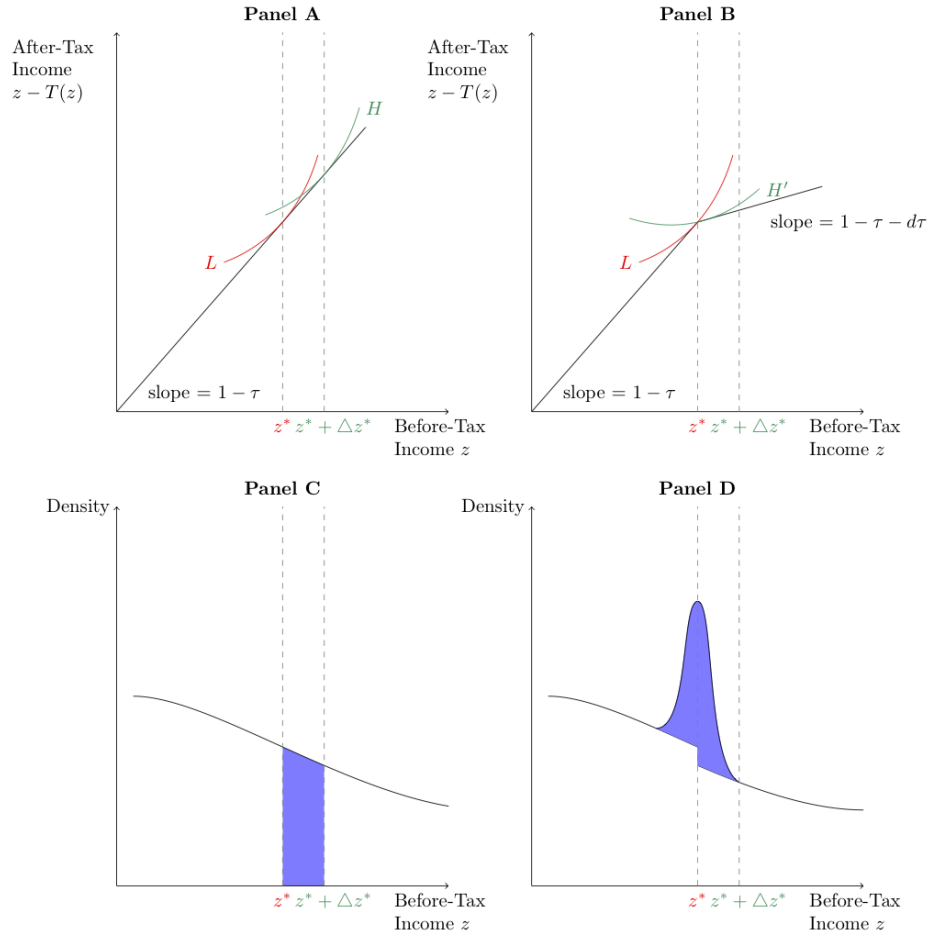 Panel A
After-Tax
Income
z − T(z)
H
L
slope = 1 − τ
z* z* + △z*
Before-Tax
Income z
Panel B
After-Tax
Income
z − T(z)
H′
slope = 1 − τ − dτ
L
slope = 1 − τ
z* z* + △z*
Before-Tax
Income z
Panel C
Density
z* z* + △z*
Before-Tax
Income z
Panel D
Density
z* z* + △z*
Before-Tax
Income z